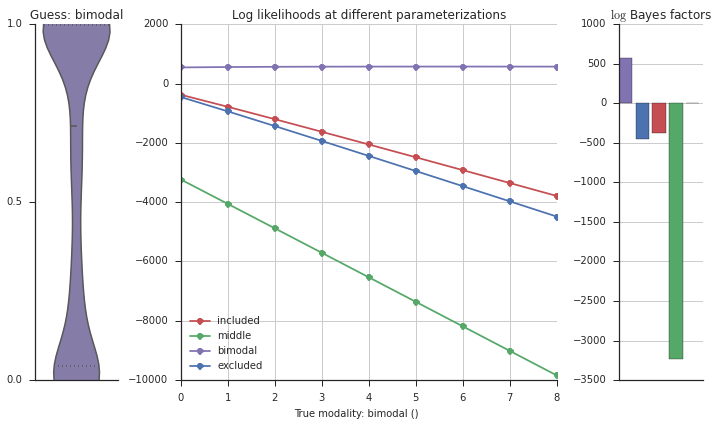 Guess: bimodal
1.0
0.5
0.0
Log likelihoods at different parameterizations
2000
0
−2000
−4000
−6000
−8000
−10000
included
middle
bimodal
excluded
0 1 2 3 4 5 6 7 8
True modality: bimodal ()
log Bayes factors
1000
500
0
−500
−1000
−1500
−2000
−2500
−3000
−3500